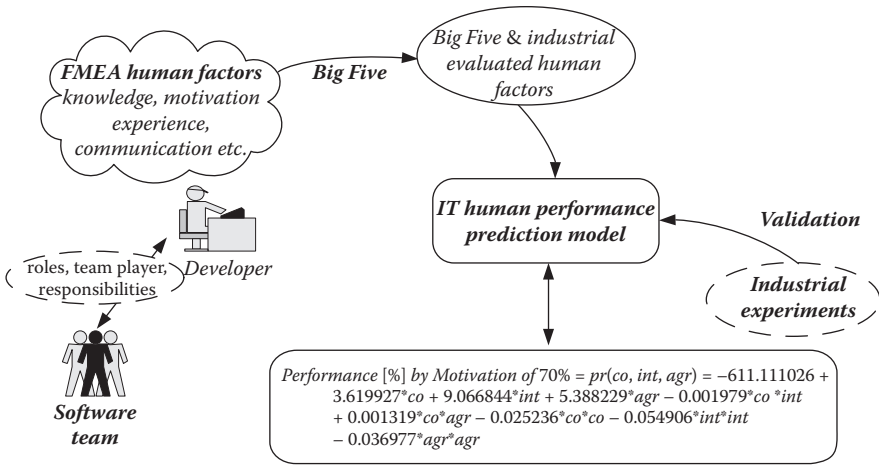 FMEA human factors
knowledge, motivation
experience,
communication etc.
Big Five
Big Five & industrial
evaluated human
factors
IT human performance
prediction model
Validation
Industrial
experiments
Developer
roles, team player,
responsibilities
Software
team
Performance [%] by Motivation of 70% = pr(co, int, agr) = −611.111026 +
3.619927*co + 9.066844*int + 5.388229*agr − 0.001979*co *int
+ 0.001319*co*agr − 0.025236*co*co − 0.054906*int*int
− 0.036977*agr*agr